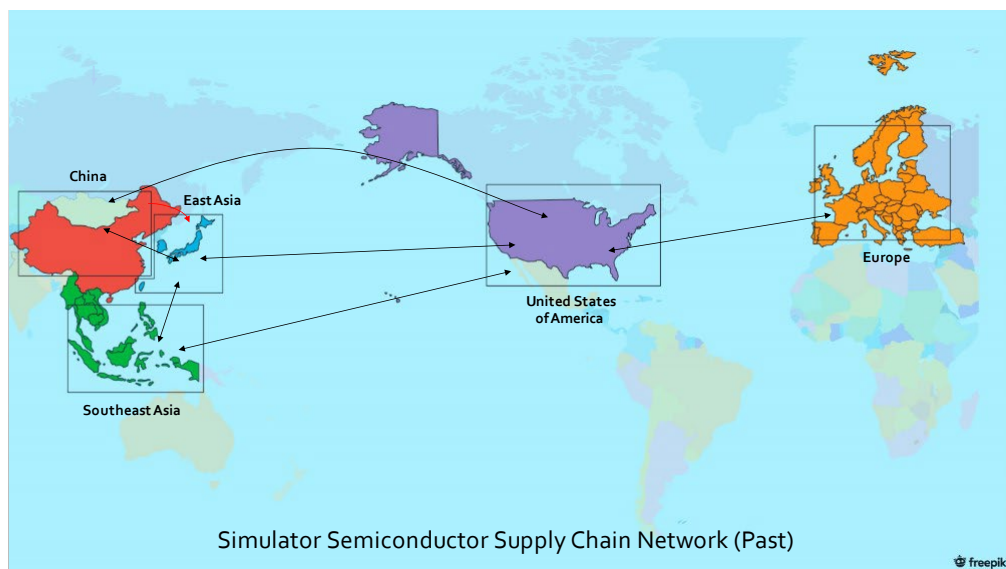 China
East Asia
Europe
United States
of America
Southeast Asia
Simulator Semiconductor Supply Chain Network (Past)
freepik